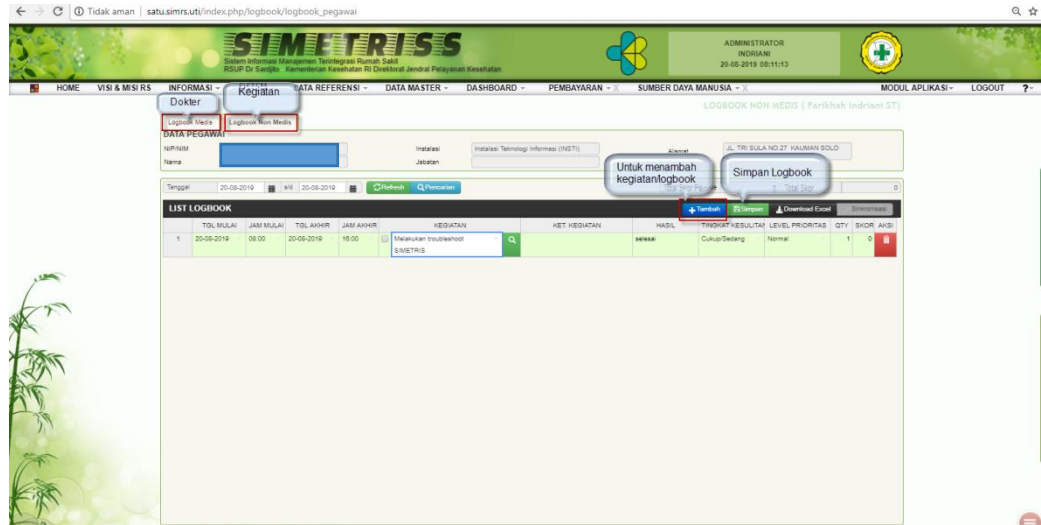 Tidak aman | satu.simrs.uti/index.php/logbook/logbook_pegawai
SIMETRISS
Sistem Informasi Manajemen Terintegrasi Rumah Sakit
RSUP Dr Sardjito Kementerian Kesehatan RI Direktorat Jendral Pelayanan Kesehatan
ADMINISTRATOR
INDRIANI
20-08-2019 08:11:13
HOME VISI & MISI RS INFORMASI DATA REFERENSI DATA MASTER DASHBOARD PEMBAYARAN SUMBER DAYA MANUSIA MODUL APLIKASI LOGOUT ?
Dokter
Kegiatan
LOGBOOK NON MEDIS ( Farikhah Indriani ST)
Logbook Medis Logbook Non Medis
DATA PEGAWAI
NIP/NIM Instalasi Instalasi Teknologi Informasi (INSTI) Alamat JL. TRI SULA NO.27 KAUMAN SOLO
Nama Jabatan
Untuk menambah
kegiatan/logbook
Simpan Logbook
Tanggal 20-08-2019 s/d 20-08-2019 Refresh Pencarian Total Skor Periode 0 Total Skor 0
LIST LOGBOOK Tambah Simpan Download Excel Sinkronisasi
TGL MULAI JAM MULAI TGL AKHIR JAM AKHIR KEGIATAN KET. KEGIATAN HASIL TINGKAT KESULITAN LEVEL PRIORITAS QTY SKOR AKSI
1 20-08-2019 08:00 20-08-2019 16:00 Melakukan troubleshoot selesai Cukup/Sedang Normal 1 0
SIMETRIS